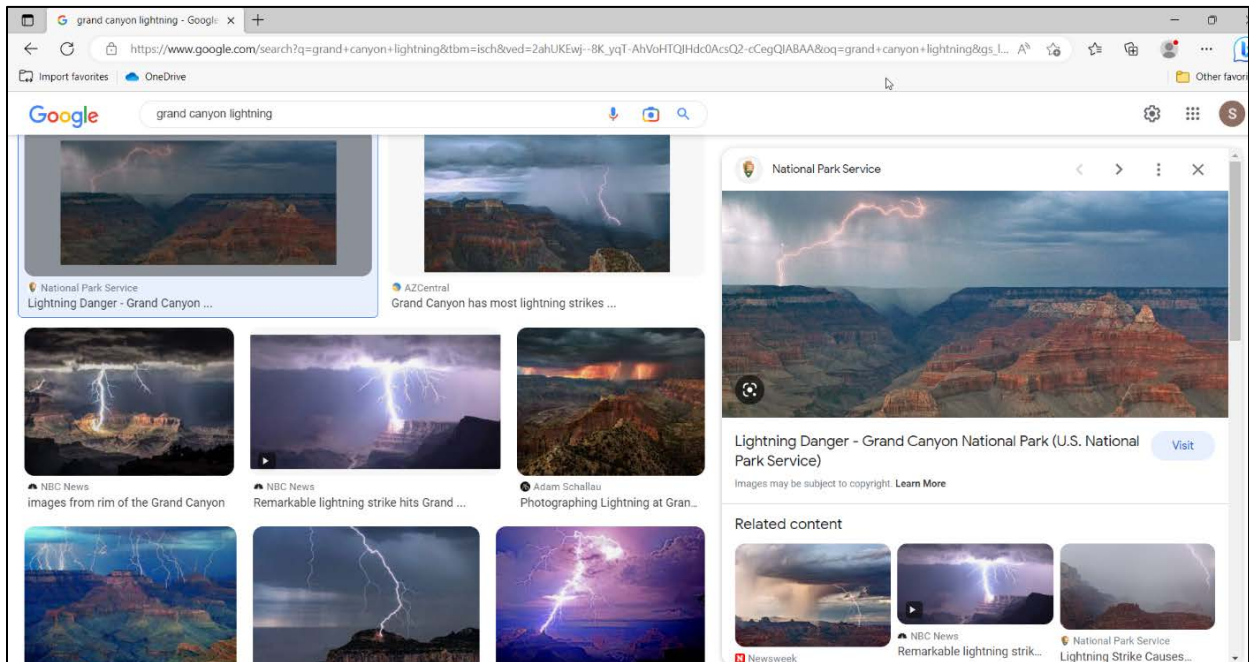 grand canyon lightning - Google
https://www.google.com/search?q=grand+canyon+lightning&tbm=isch&ved=2ahUKEwj--8K_yqT-AhVoHTQIHdc0AcsQ2-cCegQIABAA&oq=grand+canyon+lightning&gs_l...
Import favorites OneDrive Other favori
Google grand canyon lightning S
National Park Service
National Park Service
Lightning Danger - Grand Canyon ...
AZCentral
Grand Canyon has most lightning strikes ...
NBC News
images from rim of the Grand Canyon
NBC News
Remarkable lightning strike hits Grand ...
Adam Schallau
Photographing Lightning at Gran...
Lightning Danger - Grand Canyon National Park (U.S. National
Park Service)
Visit
Images may be subject to copyright. Learn More
Related content
Newsweek
NBC News
Remarkable lightning strik...
National Park Service
Lightning Strike Causes...